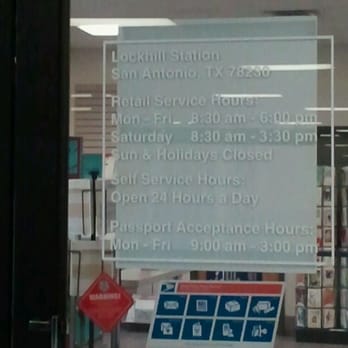 Lockhill Station
San Antonio, TX 78230
Retail Service Hours:
Mon - Fri 8:30 am - 6:00 pm
Saturday 8:30 am - 3:30 pm
Sun & Holidays Closed
Self Service Hours:
Open 24 Hours a Day
Passport Acceptance Hours:
Mon - Fri 9:00 am - 3:00 pm
WARNING!